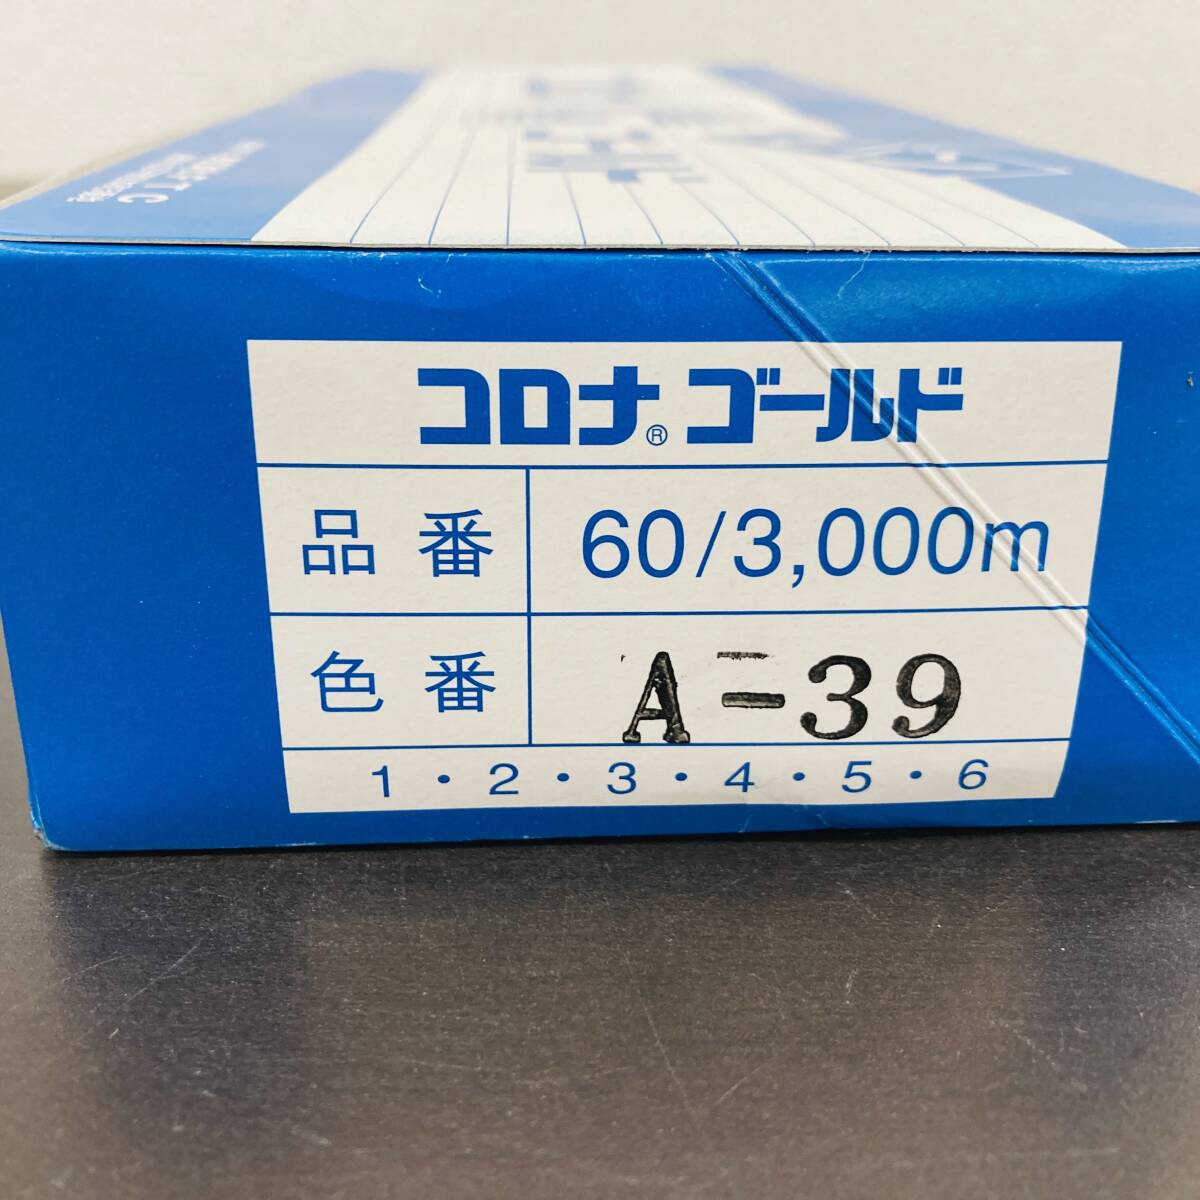 コロナ® ゴールド
品番 60/3,000m
色番 A-39
1・2・3・4・5・6